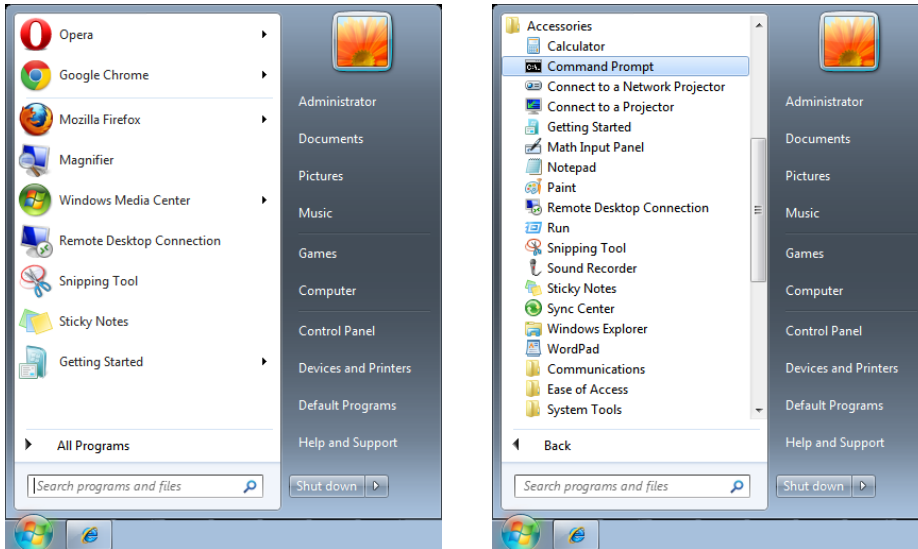 Opera
Google Chrome
Mozilla Firefox
Magnifier
Windows Media Center
Remote Desktop Connection
Snipping Tool
Sticky Notes
Getting Started
All Programs
Search programs and files
Administrator
Documents
Pictures
Music
Games
Computer
Control Panel
Devices and Printers
Default Programs
Help and Support
Shut down
Accessories
Calculator
Command Prompt
Connect to a Network Projector
Connect to a Projector
Getting Started
Math Input Panel
Notepad
Paint
Remote Desktop Connection
Run
Snipping Tool
Sound Recorder
Sticky Notes
Sync Center
Windows Explorer
WordPad
Communications
Ease of Access
System Tools
Back
Search programs and files
Administrator
Documents
Pictures
Music
Games
Computer
Control Panel
Devices and Printers
Default Programs
Help and Support
Shut down